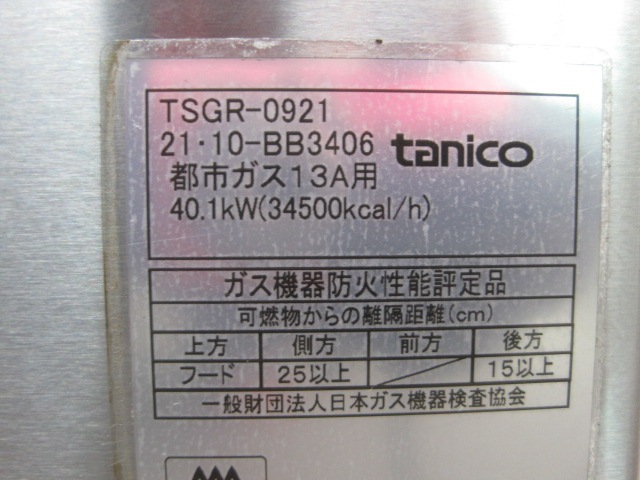 TSGR-0921
21・10-BB3406 tanico
都市ガス13A用
40.1kW(34500kcal/h)
ガス機器防火性能評定品
可燃物からの離隔距離(cm)
上方 側方 前方 後方
フード 25以上 15以上
一般財団法人日本ガス機器検査協会